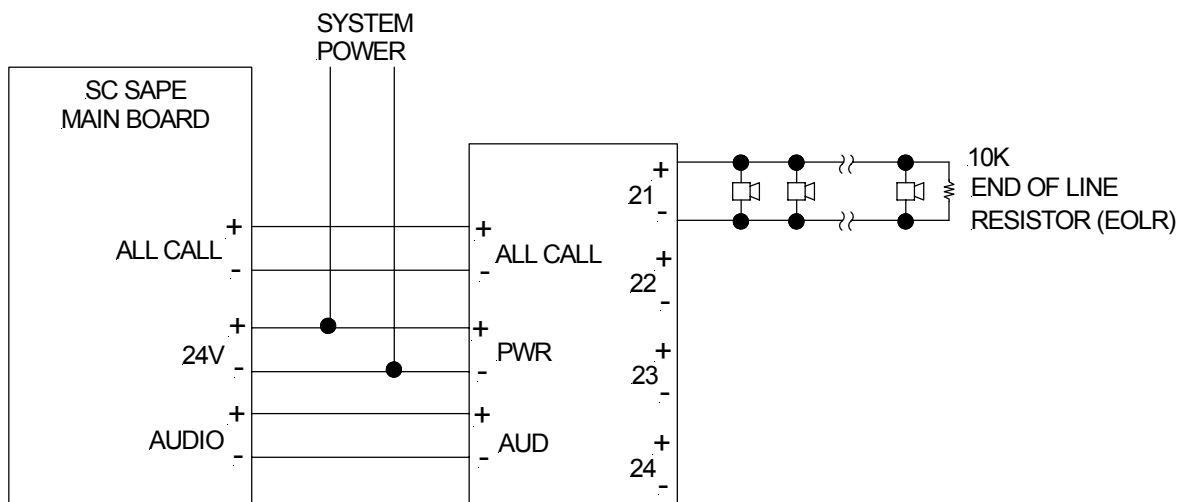 SYSTEM
POWER
SC SAPE
MAIN BOARD
+
ALL CALL
-
+
24V
-
+
AUDIO
-
+
ALL CALL
-
+
PWR
-
+
AUD
-
+
21
-
+
22
-
+
23
-
+
24
-
10K
END OF LINE
RESISTOR (EOLR)